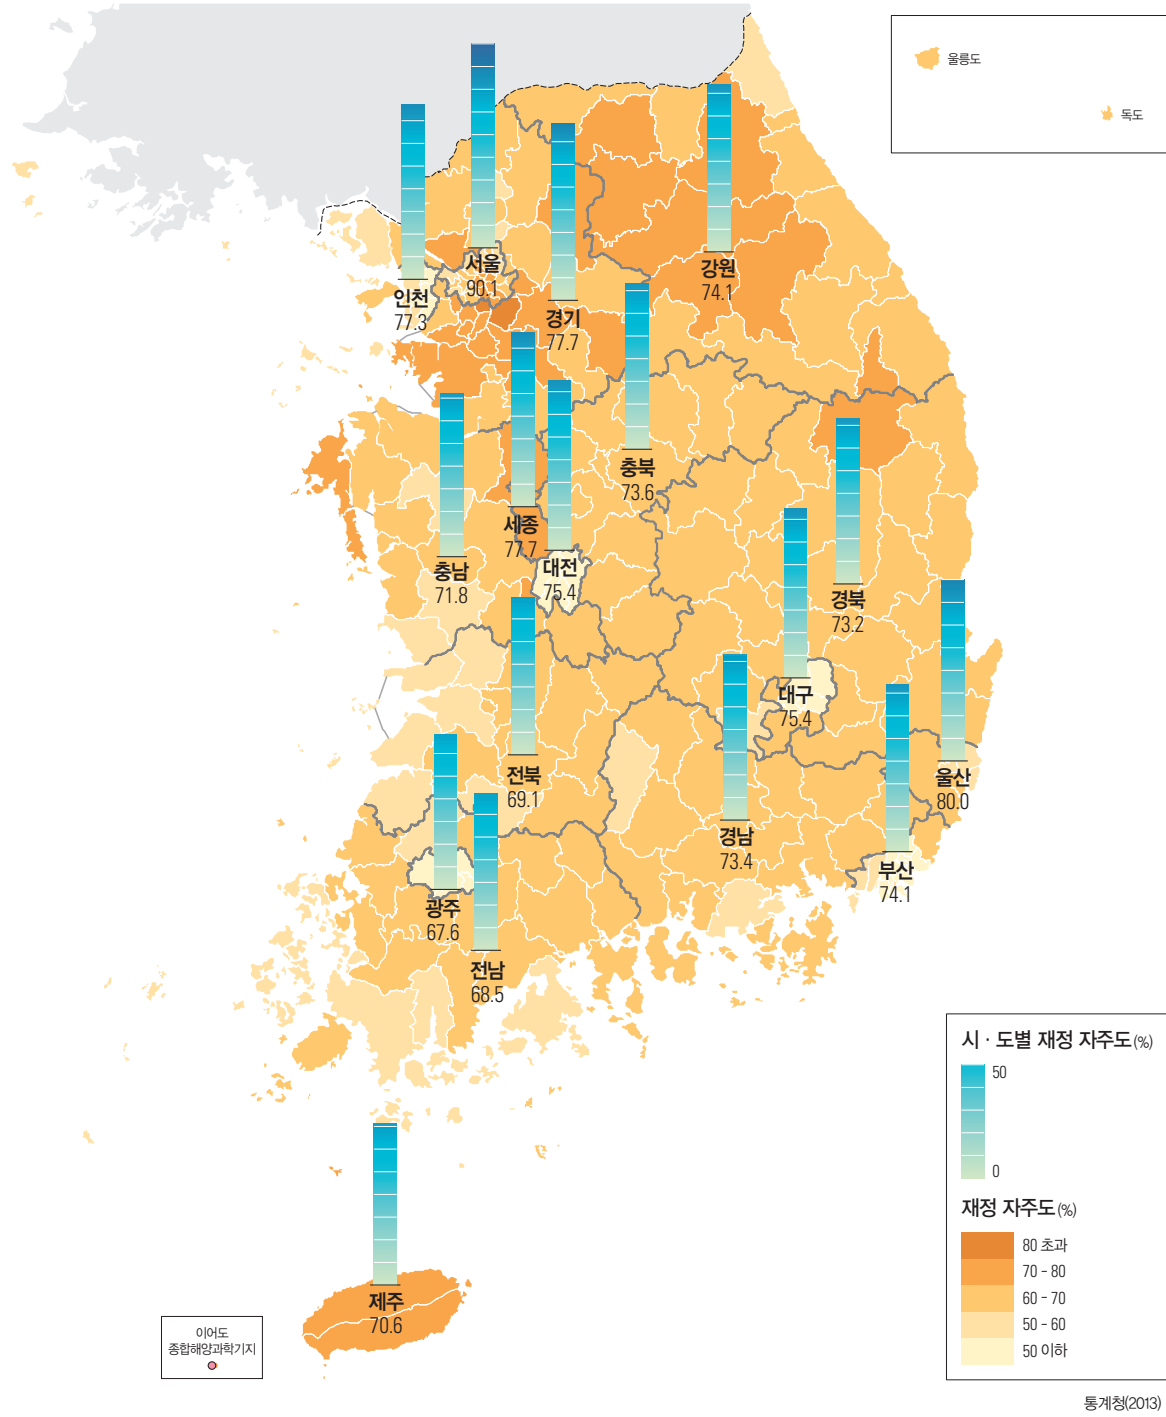 울릉도
독도
서울
90.1
인천
77.3
경기
77.7
강원
74.1
충북
73.6
세종
77.7
대전
75.4
충남
71.8
경북
73.2
대구
75.4
울산
80.0
전북
69.1
경남
73.4
부산
74.1
광주
67.6
전남
68.5
제주
70.6
이어도
종합해양과학기지
시 · 도별 재정 자주도(%)
50
0
재정 자주도(%)
80 초과
70 - 80
60 - 70
50 - 60
50 이하
통계청(2013)